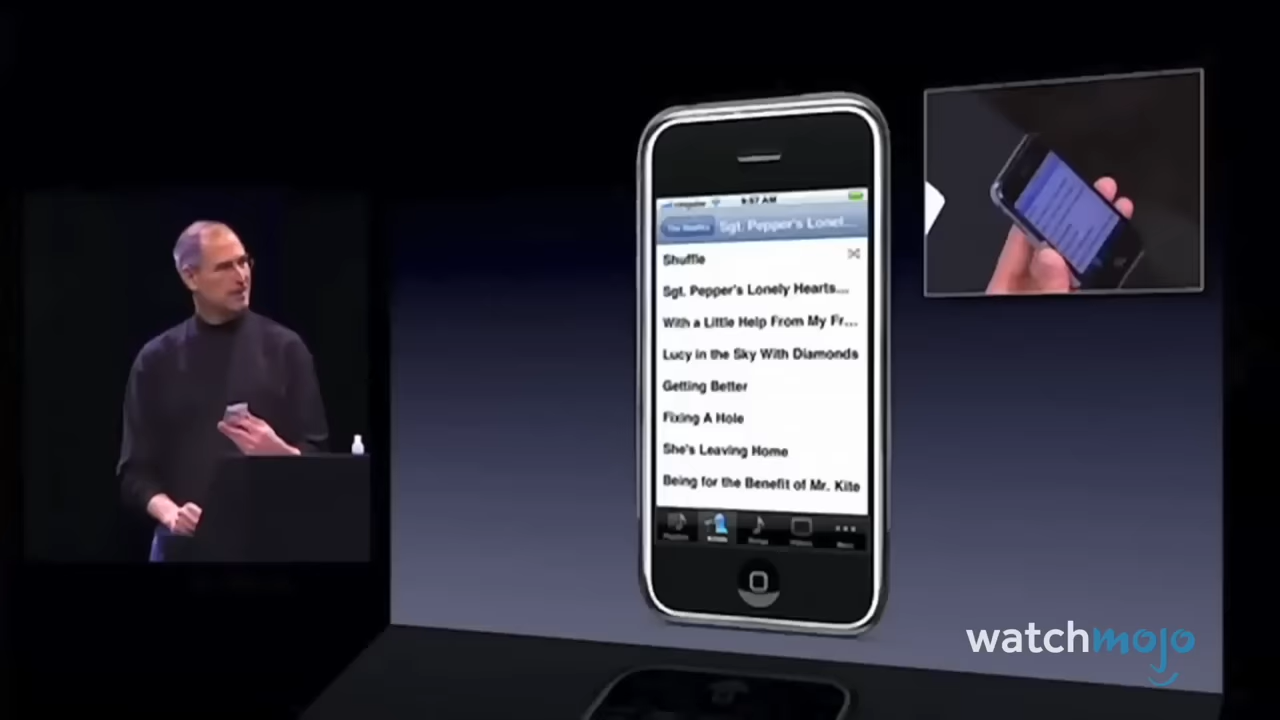 9:57 AM
Sgt. Pepper's Lonel...
Shuffle
Sgt. Pepper's Lonely Hearts...
With a Little Help From My Fr...
Lucy in the Sky With Diamonds
Getting Better
Fixing A Hole
She's Leaving Home
Being for the Benefit of Mr. Kite
watchmojo